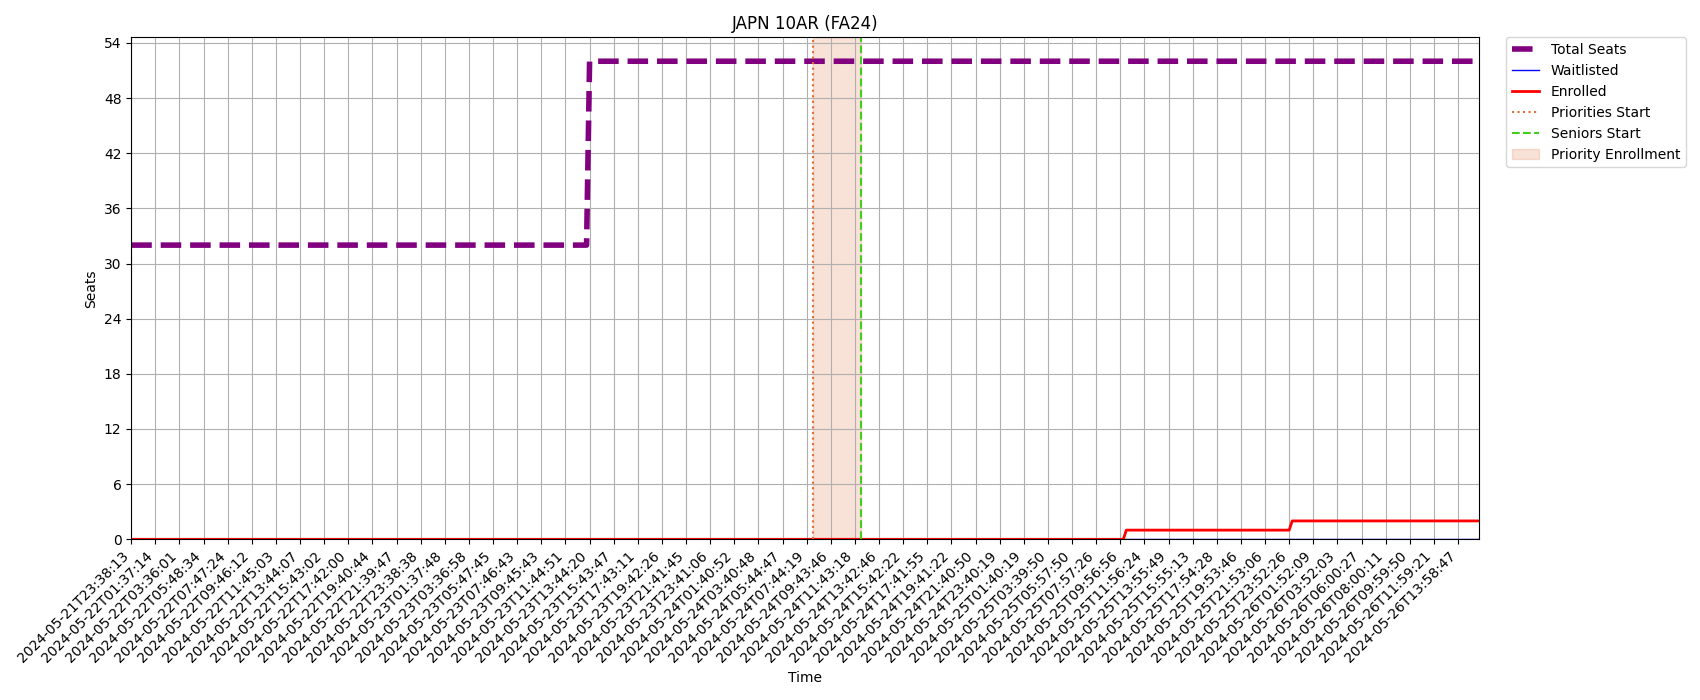 JAPN 10AR (FA24)
54
48
42
36
30
24
18
12
6
0
Seats
Total Seats
Waitlisted
Enrolled
Priorities Start
Seniors Start
Priority Enrollment
2024-05-21T23:38:13
2024-05-22T01:37:14
2024-05-22T03:36:01
2024-05-22T05:48:34
2024-05-22T07:47:24
2024-05-22T09:46:12
2024-05-22T11:45:03
2024-05-22T13:44:07
2024-05-22T15:43:02
2024-05-22T17:42:00
2024-05-22T19:40:44
2024-05-22T21:39:47
2024-05-22T23:38:38
2024-05-23T01:37:48
2024-05-23T03:36:58
2024-05-23T05:47:45
2024-05-23T07:46:43
2024-05-23T09:45:43
2024-05-23T11:44:51
2024-05-23T13:44:20
2024-05-23T15:43:47
2024-05-23T17:43:11
2024-05-23T19:42:26
2024-05-23T21:41:45
2024-05-23T23:41:06
2024-05-24T01:40:52
2024-05-24T03:40:48
2024-05-24T05:44:47
2024-05-24T07:44:19
2024-05-24T09:43:46
2024-05-24T11:43:18
2024-05-24T13:42:46
2024-05-24T15:42:22
2024-05-24T17:41:55
2024-05-24T19:41:22
2024-05-24T21:40:50
2024-05-24T23:40:19
2024-05-25T01:40:19
2024-05-25T03:39:50
2024-05-25T05:57:50
2024-05-25T07:57:26
2024-05-25T09:56:56
2024-05-25T11:56:24
2024-05-25T13:55:49
2024-05-25T15:55:13
2024-05-25T17:54:28
2024-05-25T19:53:46
2024-05-25T21:53:06
2024-05-25T23:52:26
2024-05-26T01:52:09
2024-05-26T03:52:03
2024-05-26T06:00:27
2024-05-26T08:00:11
2024-05-26T09:59:50
2024-05-26T11:59:21
2024-05-26T13:58:47
Time